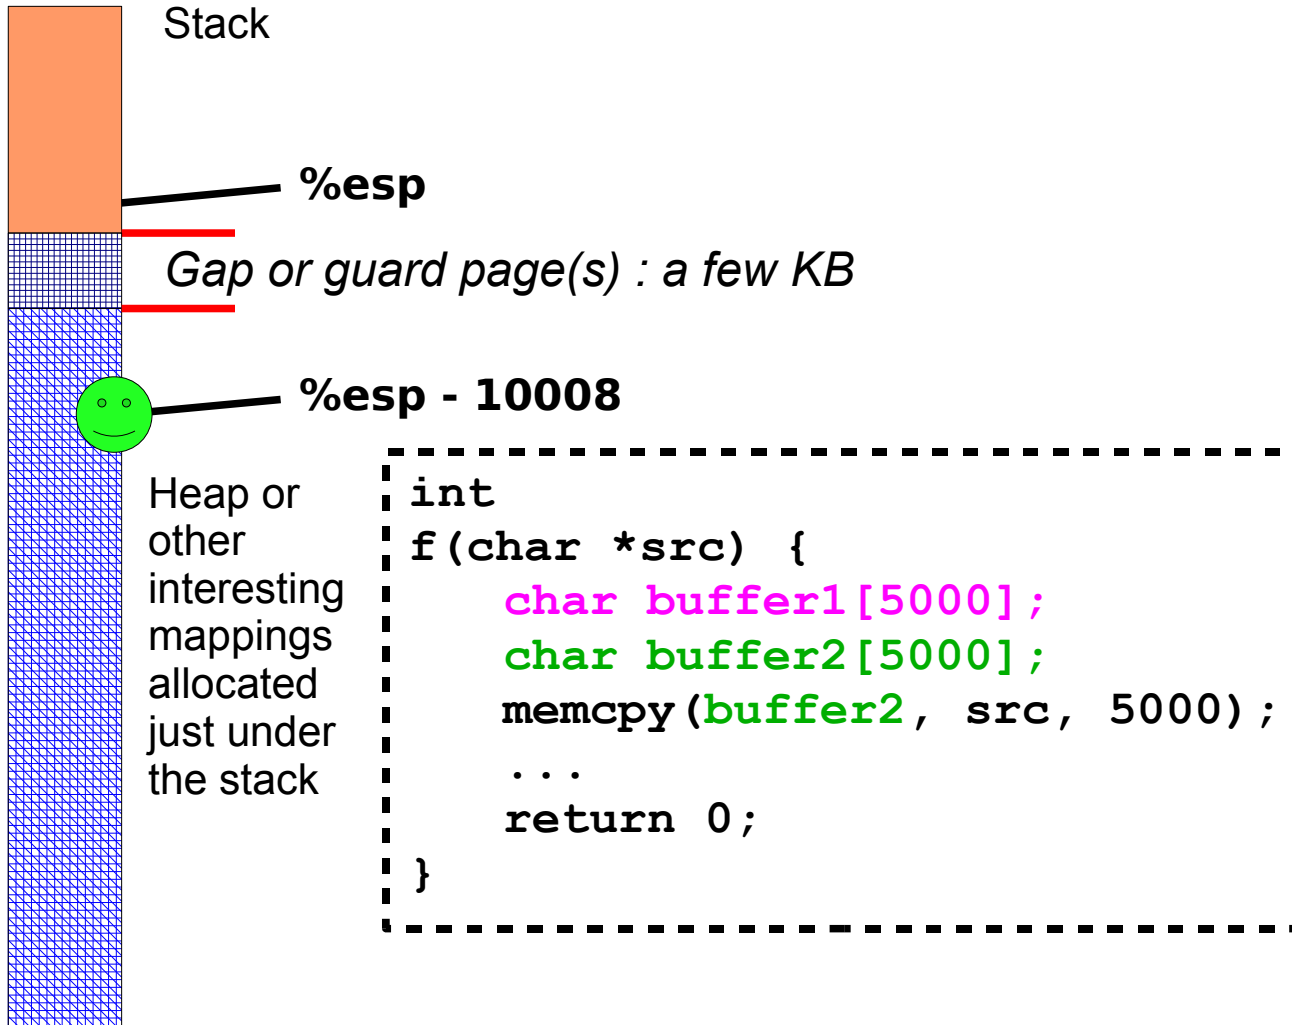 Stack
%esp
Gap or guard page(s) : a few KB
%esp - 10008
Heap or
other
interesting
mappings
allocated
just under
the stack
int
f(char *src) {
char buffer1[5000];
char buffer2[5000];
memcpy(buffer2, src, 5000);
...
return 0;
}